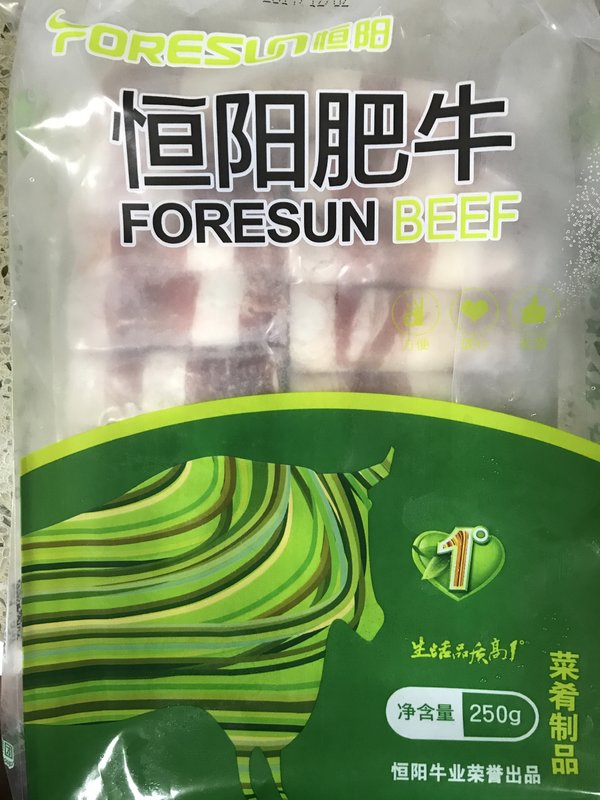 FORESUN恒阳
恒阳肥牛
FORESUN BEEF
方便
1°
生活品质高1°
菜肴制品
净含量 250g
恒阳牛业荣誉出品